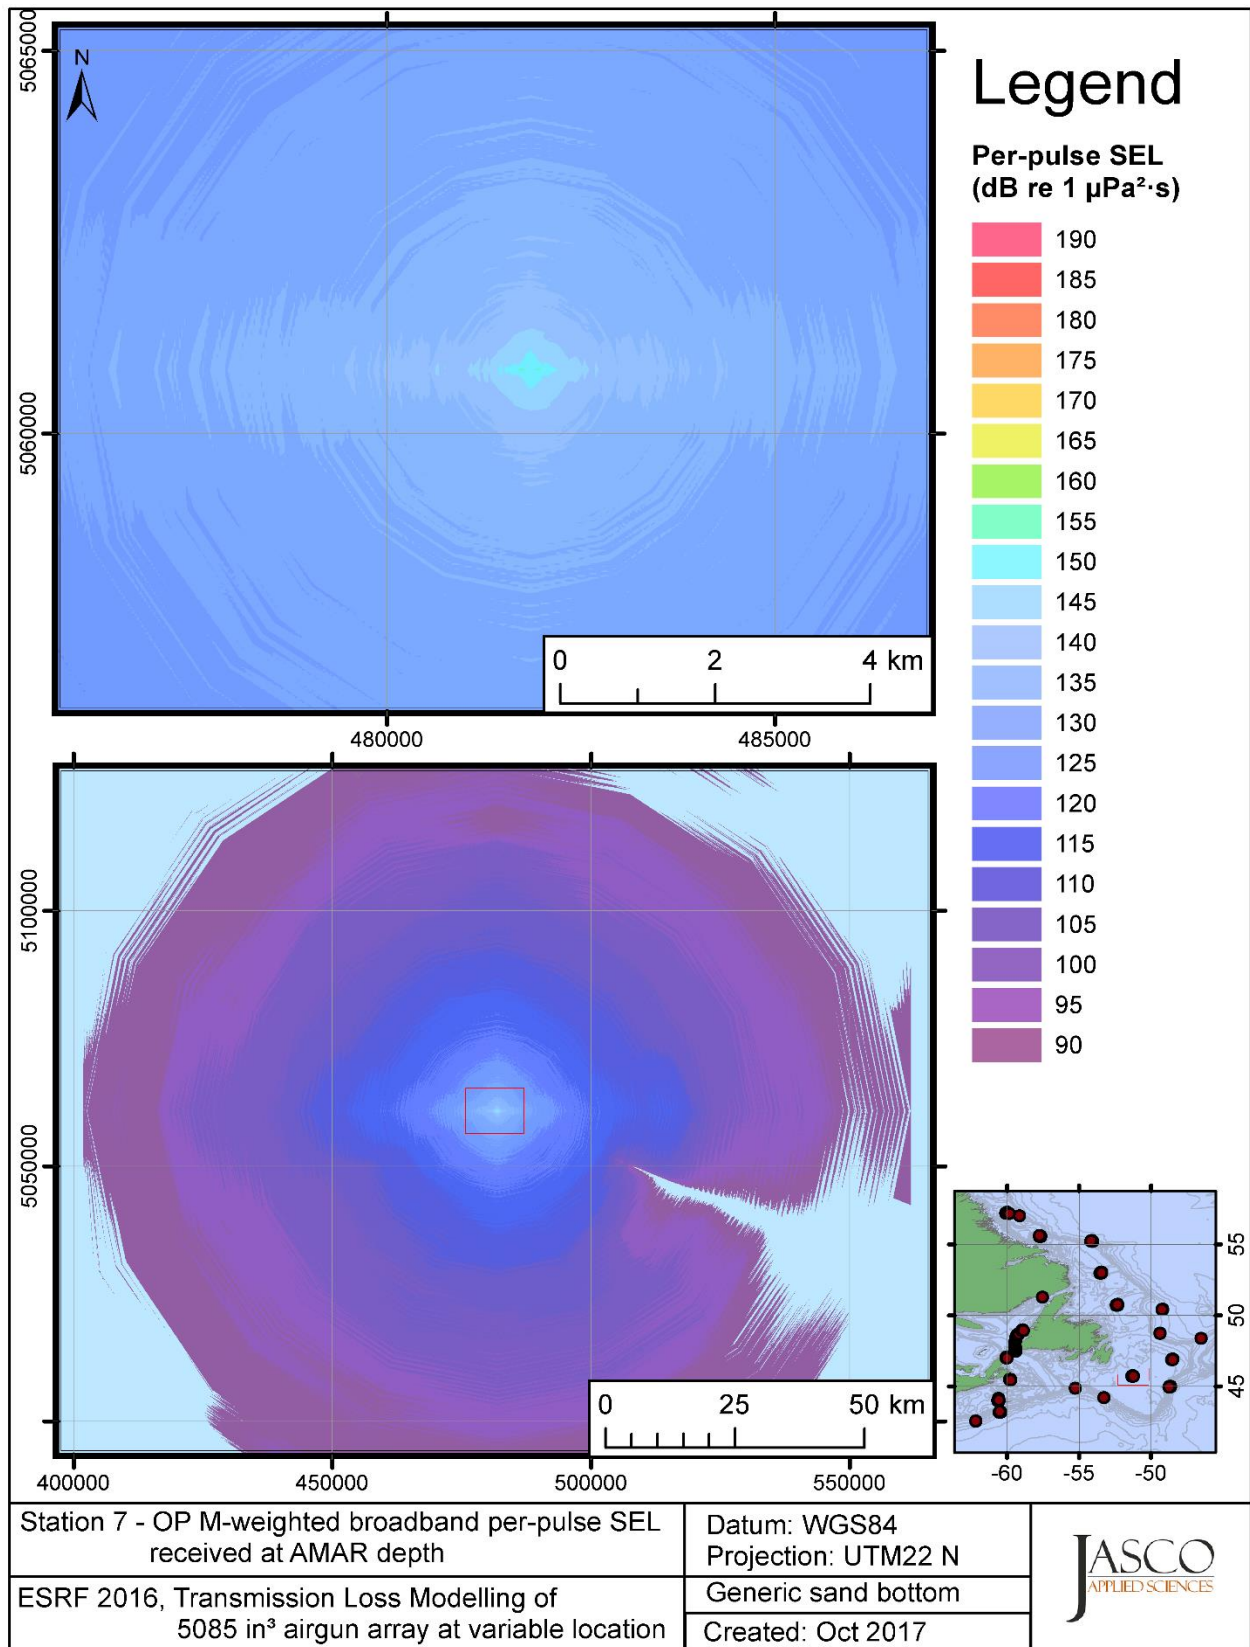 N
5065000
5060000
0 2 4 km
480000 485000
Legend
Per-pulse SEL
(dB re 1 µPa²·s)
190
185
180
175
170
165
160
155
150
145
140
135
130
125
120
115
110
105
100
95
90
5100000
5050000
0 25 50 km
400000 450000 500000 550000
55
50
45
-60 -55 -50
Station 7 - OP M-weighted broadband per-pulse SEL
received at AMAR depth
ESRF 2016, Transmission Loss Modelling of
5085 in³ airgun array at variable location
Datum: WGS84
Projection: UTM22 N
Generic sand bottom
Created: Oct 2017
JASCO
APPLIED SCIENCES